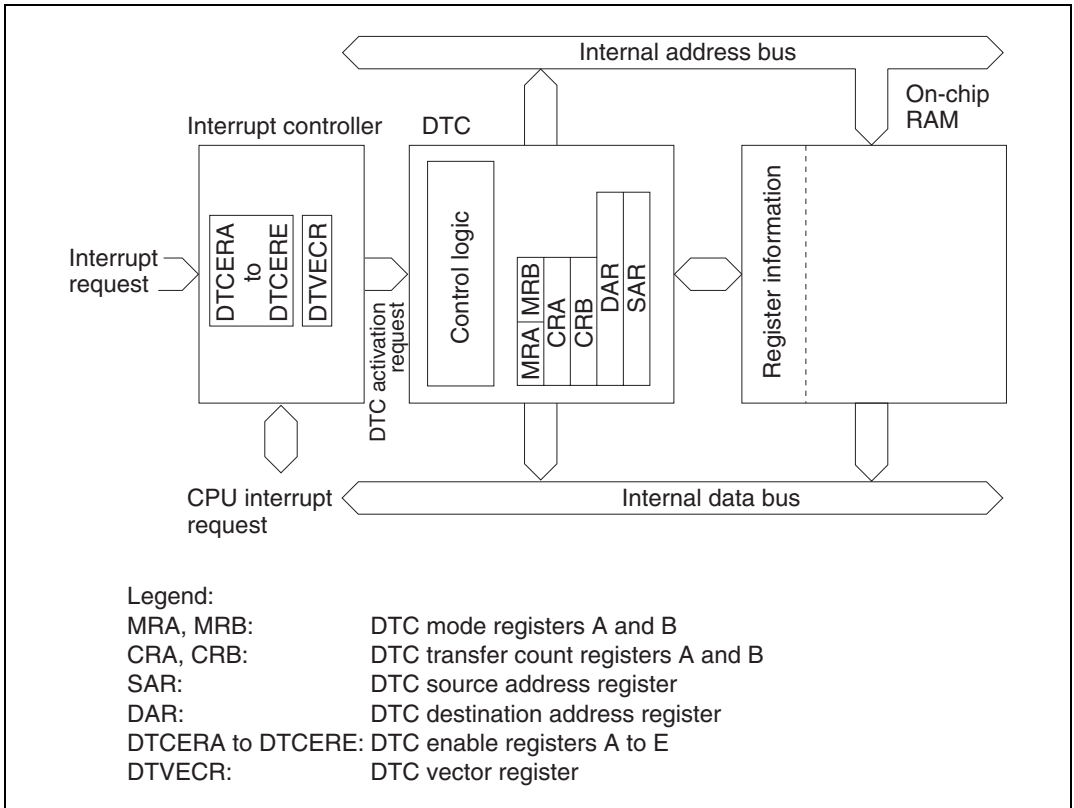 Internal address bus
On-chip
RAM
Interrupt controller
DTC
Interrupt
request
DTCERA
to
DTCERE
DTVECR
DTC activation
request
Control logic
MRA
MRB
CRA
CRB
DAR
SAR
Register information
CPU interrupt
request
Internal data bus
Legend:
MRA, MRB: DTC mode registers A and B
CRA, CRB: DTC transfer count registers A and B
SAR: DTC source address register
DAR: DTC destination address register
DTCERA to DTCERE: DTC enable registers A to E
DTVECR: DTC vector register